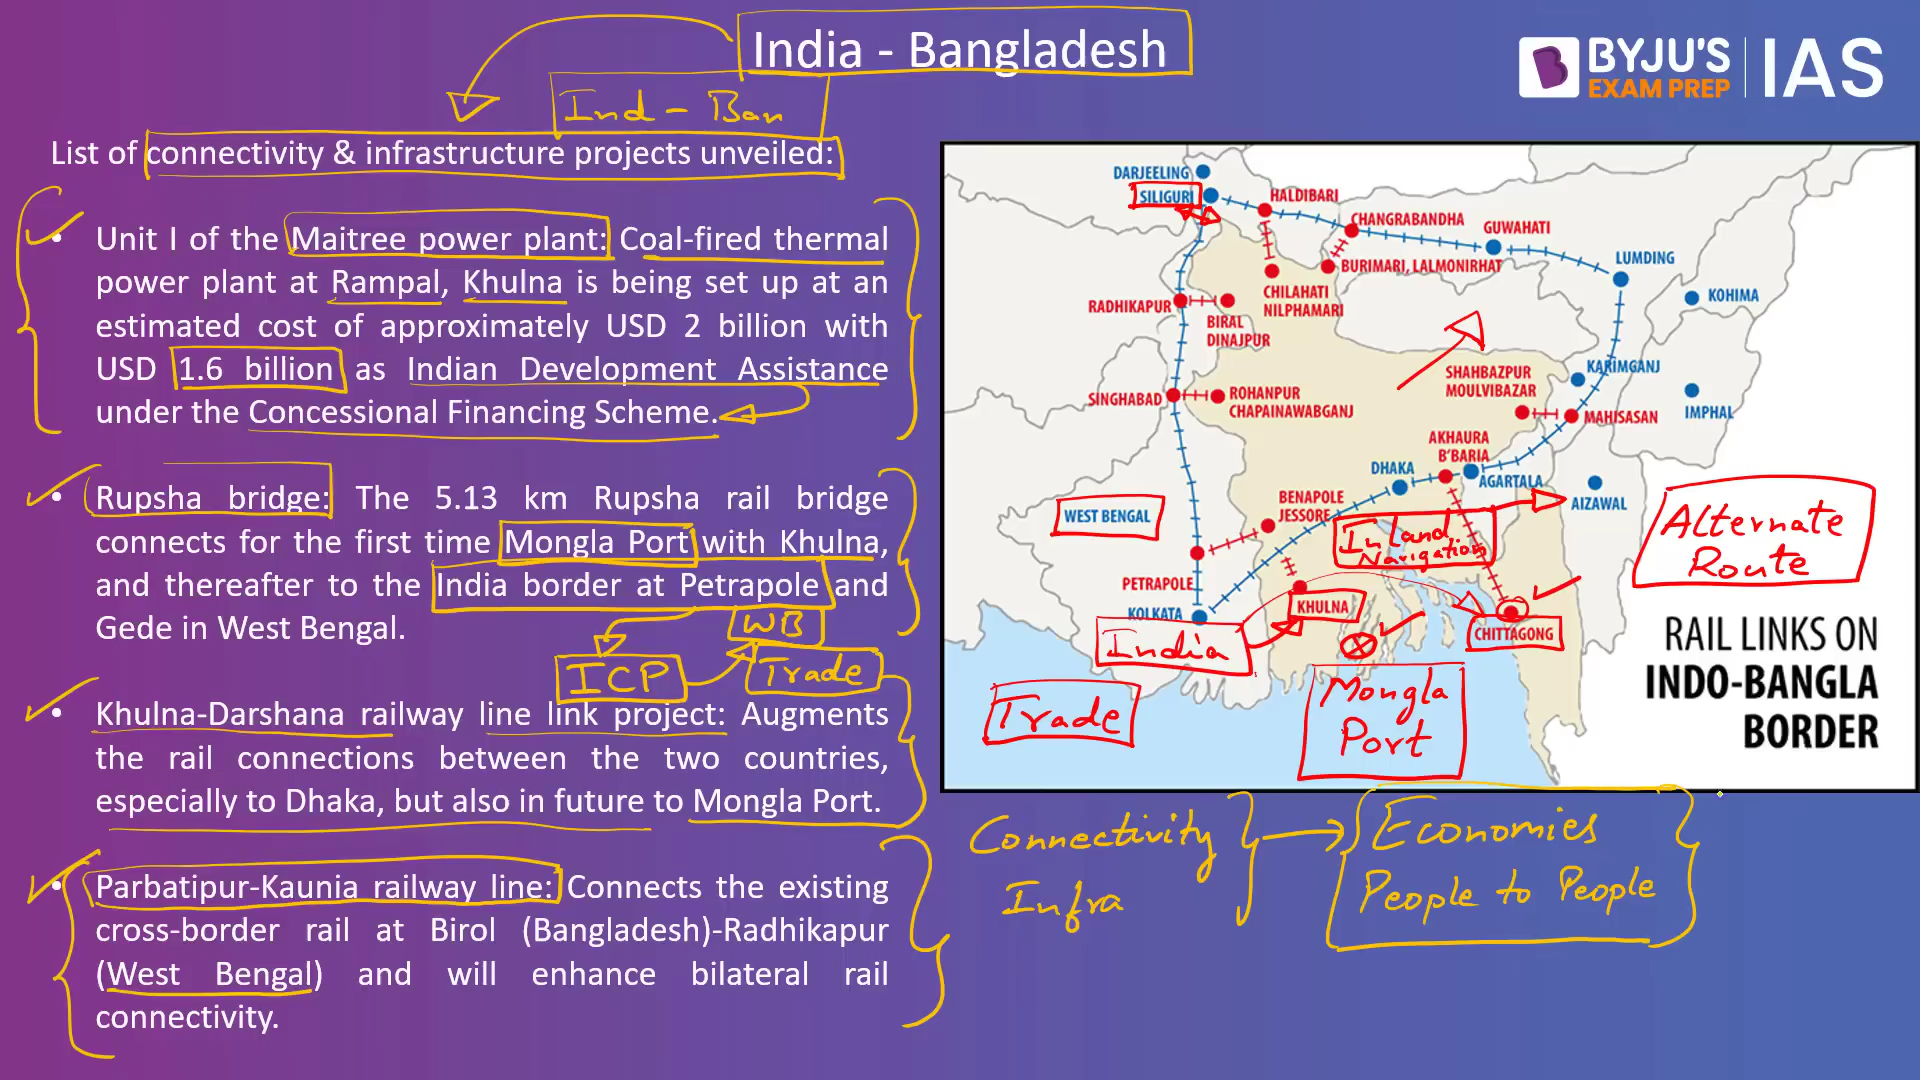 India - Bangladesh
BYJU'S
EXAM PREP
IAS
Ind - Ban
List of connectivity & infrastructure projects unveiled:
• Unit I of the Maitree power plant: Coal-fired thermal
power plant at Rampal, Khulna is being set up at an
estimated cost of approximately USD 2 billion with
USD 1.6 billion as Indian Development Assistance
under the Concessional Financing Scheme.
• Rupsha bridge: The 5.13 km Rupsha rail bridge
connects for the first time Mongla Port with Khulna,
and thereafter to the India border at Petrapole and
Gede in West Bengal.
WB
ICP
Trade
• Khulna-Darshana railway line link project: Augments
the rail connections between the two countries,
especially to Dhaka, but also in future to Mongla Port.
• Parbatipur-Kaunia railway line: Connects the existing
cross-border rail at Birol (Bangladesh)-Radhikapur
(West Bengal) and will enhance bilateral rail
connectivity.
DARJEELING
SILIGURI
HALDIBARI
CHANGRABANDHA
GUWAHATI
LUMDING
BURIMARI, LALMONIRHAT
KOHIMA
CHILAHATI
NILPHAMARI
RADHIKAPUR
BIRAL
DINAJPUR
KARIMGANJ
SHAHBAZPUR
MOULVIBAZAR
SINGHABAD
ROHANPUR
CHAPAINAWABGANJ
IMPHAL
MAHISASAN
AKHAURA
B'BARIA
DHAKA
AGARTALA
AIZAWAL
BENAPOLE
JESSORE
WEST BENGAL
Inland
Navigation
Alternate
Route
PETRAPOLE
KOLKATA
KHULNA
CHITTAGONG
India
Trade
Mongla
Port
RAIL LINKS ON
INDO-BANGLA
BORDER
Connectivity
Infra
Economies
People to People